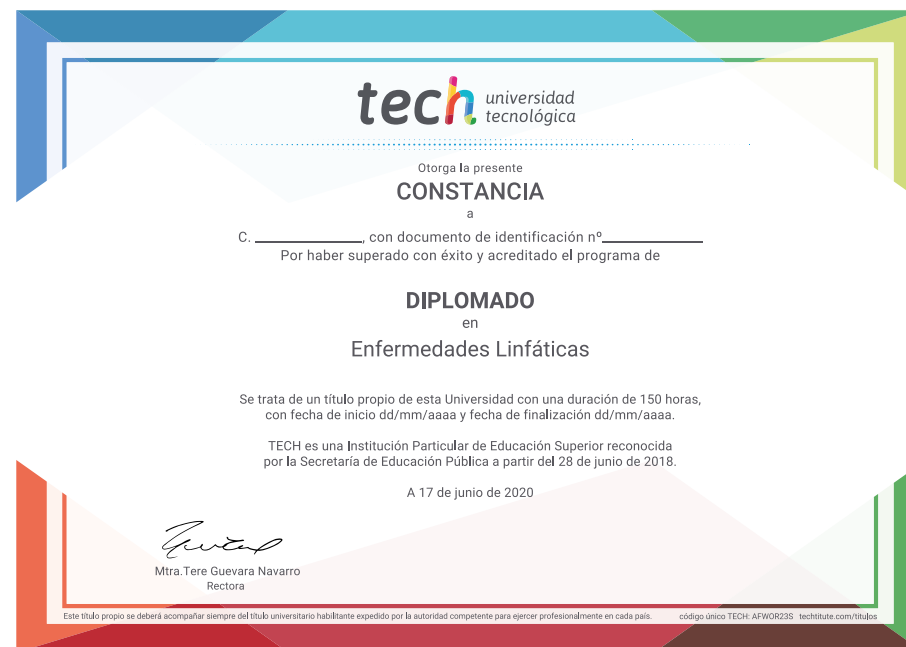 tech universidad
tecnológica
Otorga la presente
CONSTANCIA
a
C. ______________, con documento de identificación nº_____________
Por haber superado con éxito y acreditado el programa de
DIPLOMADO
en
Enfermedades Linfáticas
Se trata de un título propio de esta Universidad con una duración de 150 horas,
con fecha de inicio dd/mm/aaaa y fecha de finalización dd/mm/aaaa.
TECH es una Institución Particular de Educación Superior reconocida
por la Secretaría de Educación Pública a partir del 28 de junio de 2018.
A 17 de junio de 2020
Mtra.Tere Guevara Navarro
Rectora
Este título propio se deberá acompañar siempre del título universitario habilitante expedido por la autoridad competente para ejercer profesionalmente en cada país. código único TECH: AFWOR23S techtitute.com/titulos